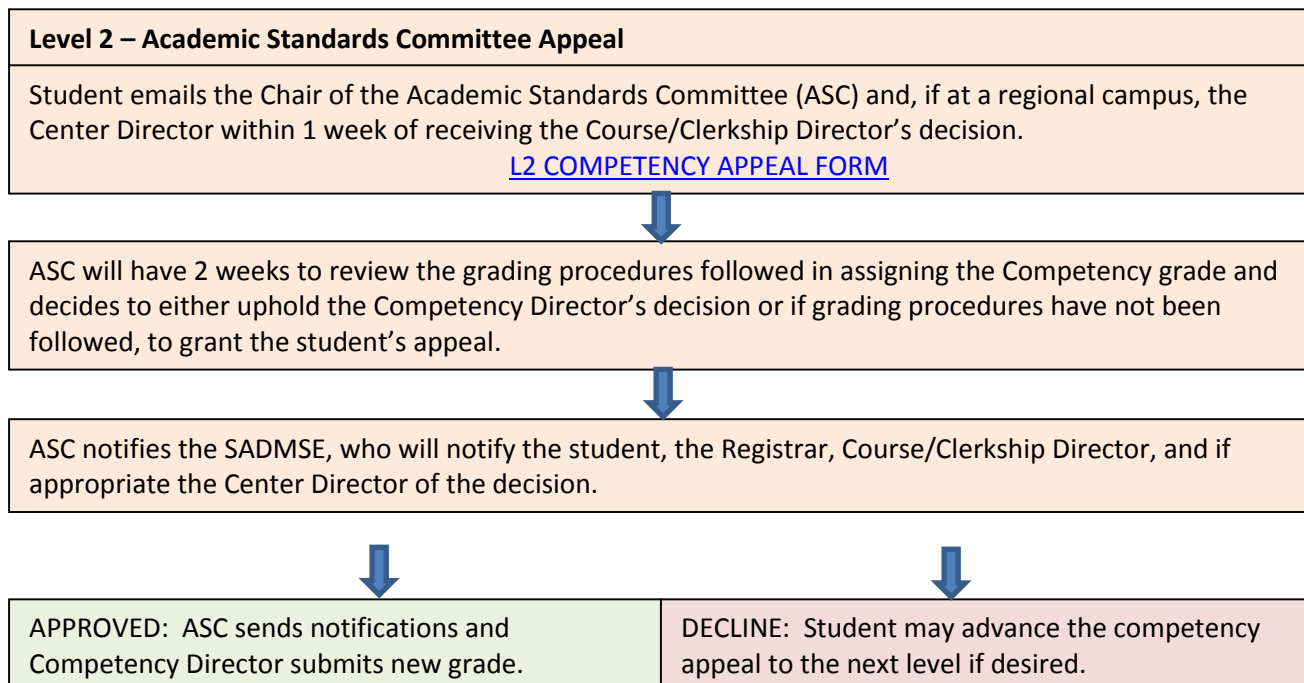 Level 2 – Academic Standards Committee Appeal
Student emails the Chair of the Academic Standards Committee (ASC) and, if at a regional campus, the
Center Director within 1 week of receiving the Course/Clerkship Director’s decision.
L2 COMPETENCY APPEAL FORM
ASC will have 2 weeks to review the grading procedures followed in assigning the Competency grade and
decides to either uphold the Competency Director’s decision or if grading procedures have not been
followed, to grant the student’s appeal.
ASC notifies the SADMSE, who will notify the student, the Registrar, Course/Clerkship Director, and if
appropriate the Center Director of the decision.
APPROVED:  ASC sends notifications and
Competency Director submits new grade.
DECLINE:  Student may advance the competency
appeal to the next level if desired.